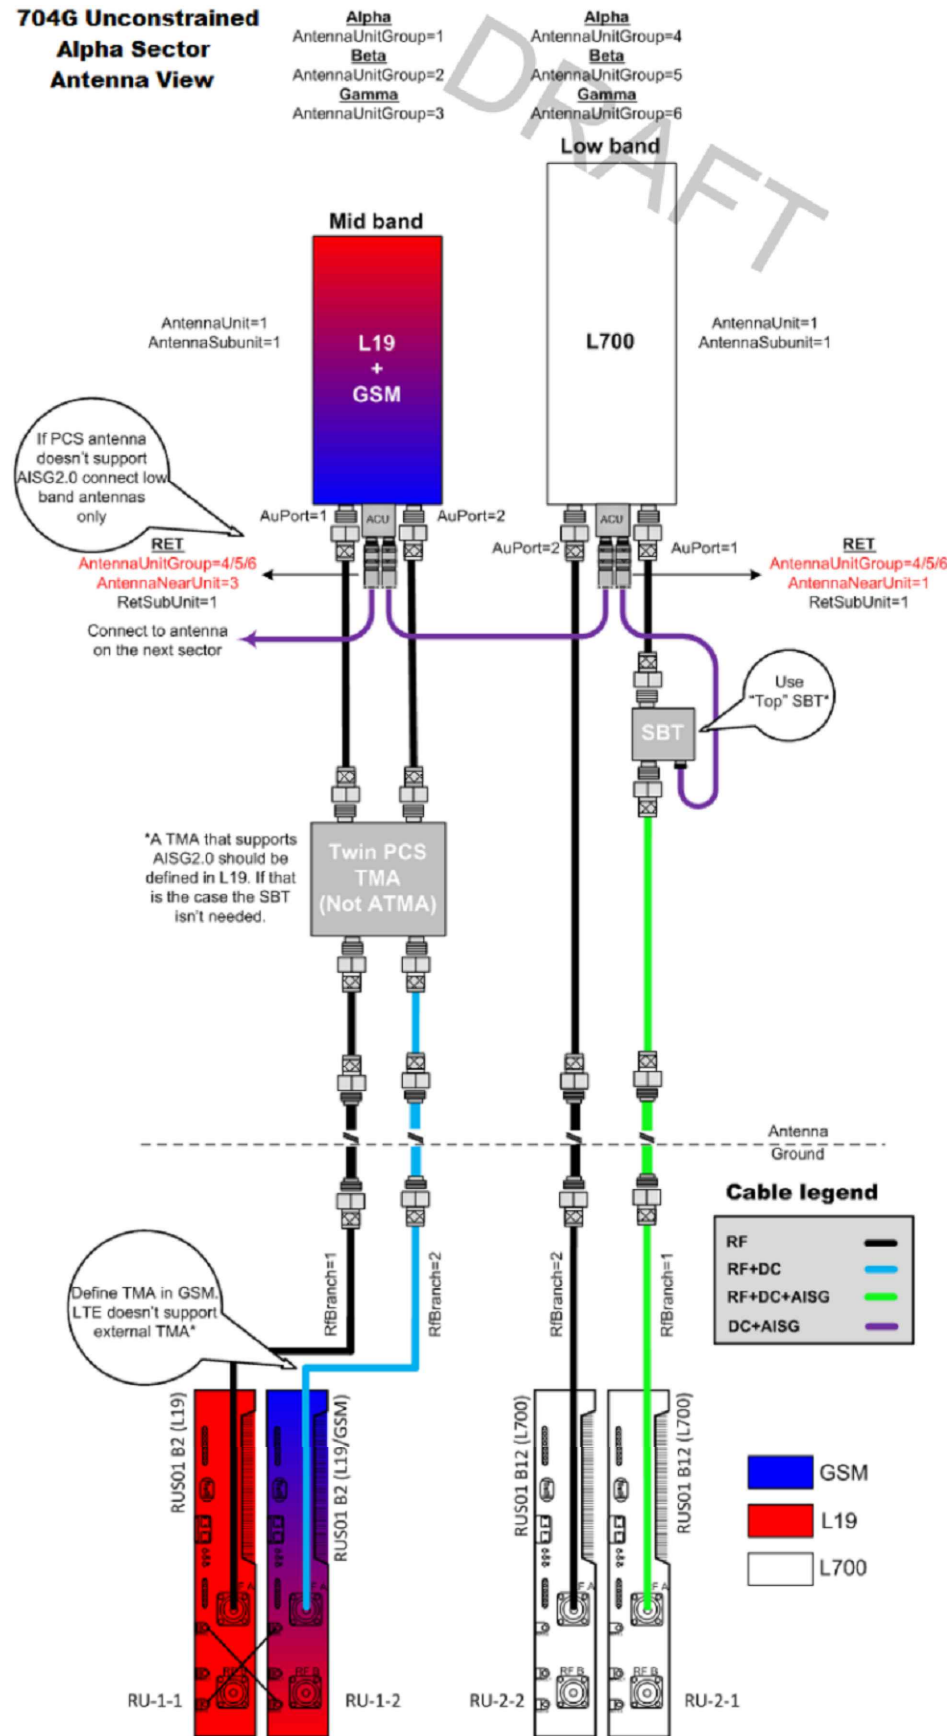 704G Unconstrained
Alpha Sector
Antenna View
Alpha
AntennaUnitGroup=1
Beta
AntennaUnitGroup=2
Gamma
AntennaUnitGroup=3
Alpha
AntennaUnitGroup=4
Beta
AntennaUnitGroup=5
Gamma
AntennaUnitGroup=6
DRAFT
Low band
Mid band
AntennaUnit=1
AntennaSubunit=1
L19
+
GSM
L700
AntennaUnit=1
AntennaSubunit=1
If PCS antenna
doesn't support
AISG2.0 connect low
band antennas
only
AuPort=1
ACU
AuPort=2
AuPort=2
ACU
AuPort=1
RET
AntennaUnitGroup=4/5/6
AntennaNearUnit=3
RetSubUnit=1
RET
AntennaUnitGroup=4/5/6
AntennaNearUnit=1
RetSubUnit=1
Connect to antenna
on the next sector
Use
"Top" SBT*
SBT
*A TMA that supports
AISG2.0 should be
defined in L19. If that
is the case the SBT
isn't needed.
Twin PCS
TMA
(Not ATMA)
Antenna
Ground
Cable legend
RF
RF+DC
RF+DC+AISG
DC+AISG
RfBranch=1
RfBranch=2
RfBranch=2
RfBranch=1
Define TMA in GSM.
LTE doesn't support
external TMA*
RUS01 B2 (L19)
RUS01 B2 (L19/GSM)
RUS01 B12 (L700)
RUS01 B12 (L700)
GSM
L19
L700
RF B
RF B
RF B
RF B
RU-1-1
RU-1-2
RU-2-2
RU-2-1